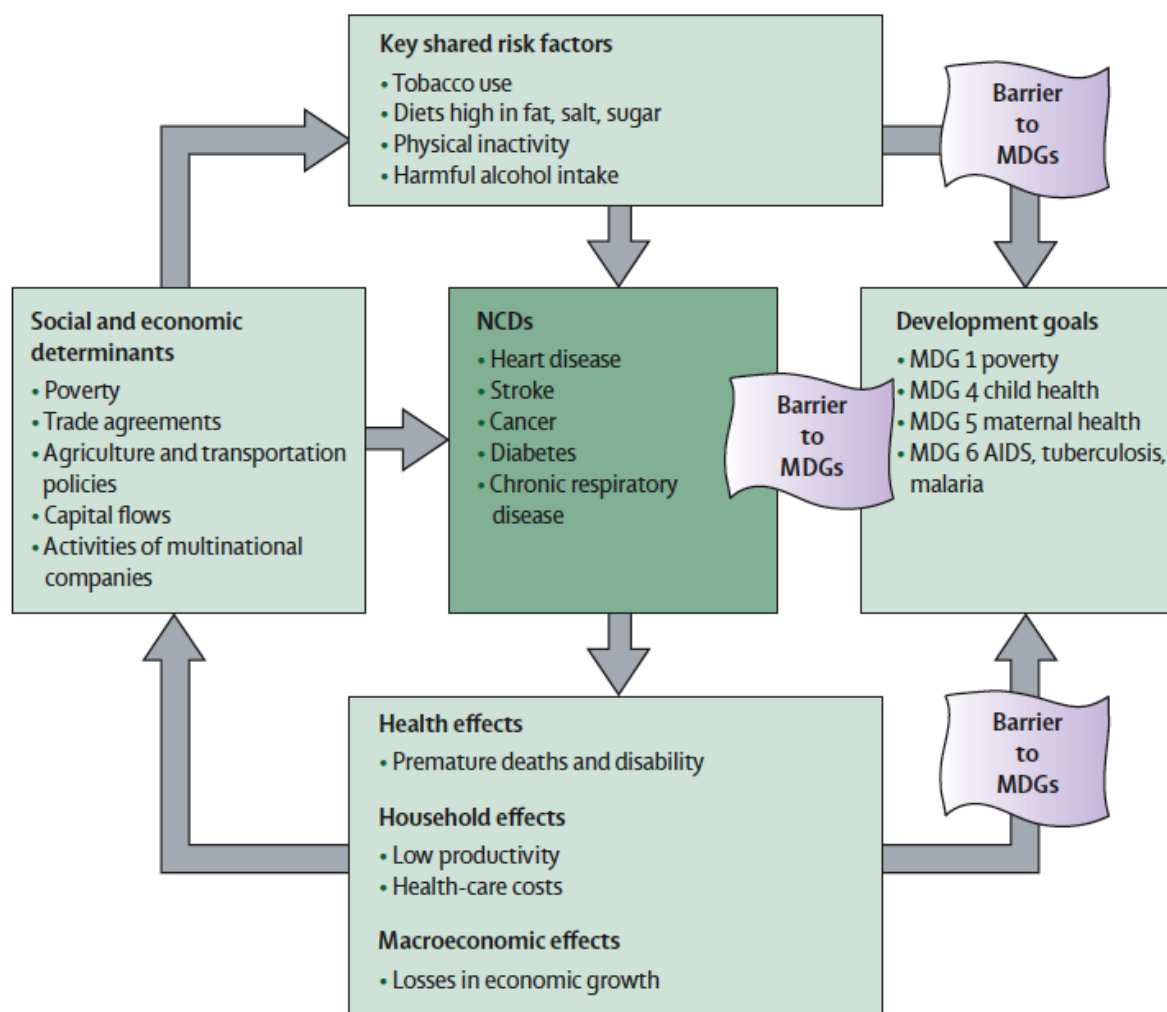 Key shared risk factors
• Tobacco use
• Diets high in fat, salt, sugar
• Physical inactivity
• Harmful alcohol intake
Barrier
to
MDGs
Social and economic
determinants
• Poverty
• Trade agreements
• Agriculture and transportation
policies
• Capital flows
• Activities of multinational
companies
NCDs
• Heart disease
• Stroke
• Cancer
• Diabetes
• Chronic respiratory
disease
Barrier
to
MDGs
Development goals
• MDG 1 poverty
• MDG 4 child health
• MDG 5 maternal health
• MDG 6 AIDS, tuberculosis,
malaria
Health effects
• Premature deaths and disability
Household effects
• Low productivity
• Health-care costs
Macroeconomic effects
• Losses in economic growth
Barrier
to
MDGs